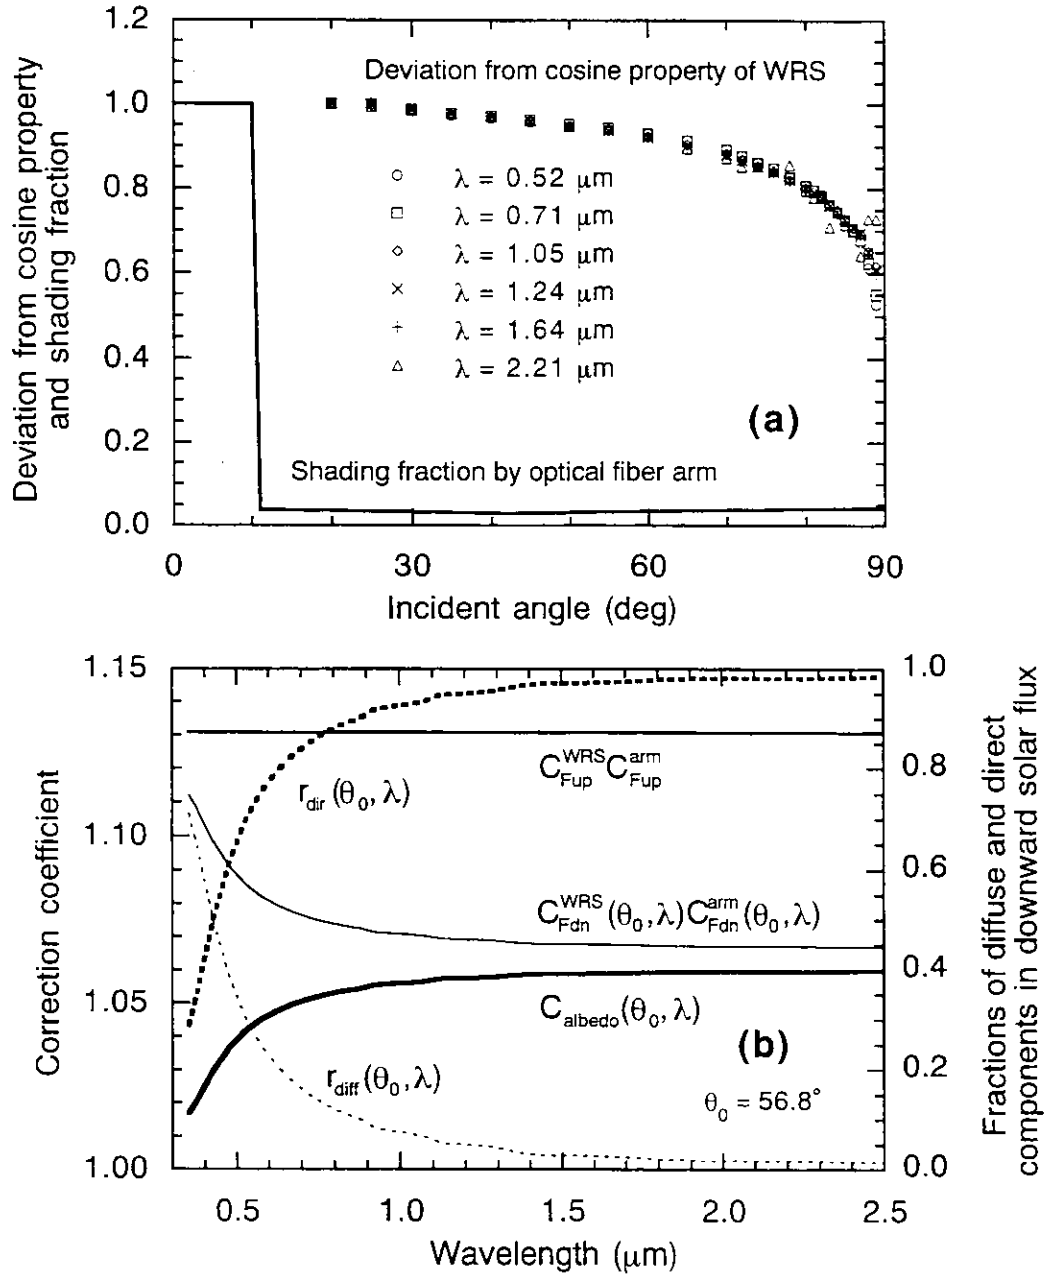 Deviation from cosine property
and shading fraction
1.2
1.0
0.8
0.6
0.4
0.2
0.0
Deviation from cosine property of WRS
○ λ = 0.52 μm
□ λ = 0.71 μm
◇ λ = 1.05 μm
× λ = 1.24 μm
+ λ = 1.64 μm
△ λ = 2.21 μm
(a)
Shading fraction by optical fiber arm
0 30 60 90
Incident angle (deg)
Correction coefficient
1.15
1.10
1.05
1.00
C_Fup^WRS C_Fup^arm
r_dir (θ_0, λ)
C_Fdn^WRS (θ_0, λ) C_Fdn^arm (θ_0, λ)
C_albedo (θ_0, λ)
(b)
r_diff (θ_0, λ)
θ_0 = 56.8°
1.0
0.8
0.6
0.4
0.2
0.0
Fractions of diffuse and direct
components in downward solar flux
0.5 1.0 1.5 2.0 2.5
Wavelength (μm)